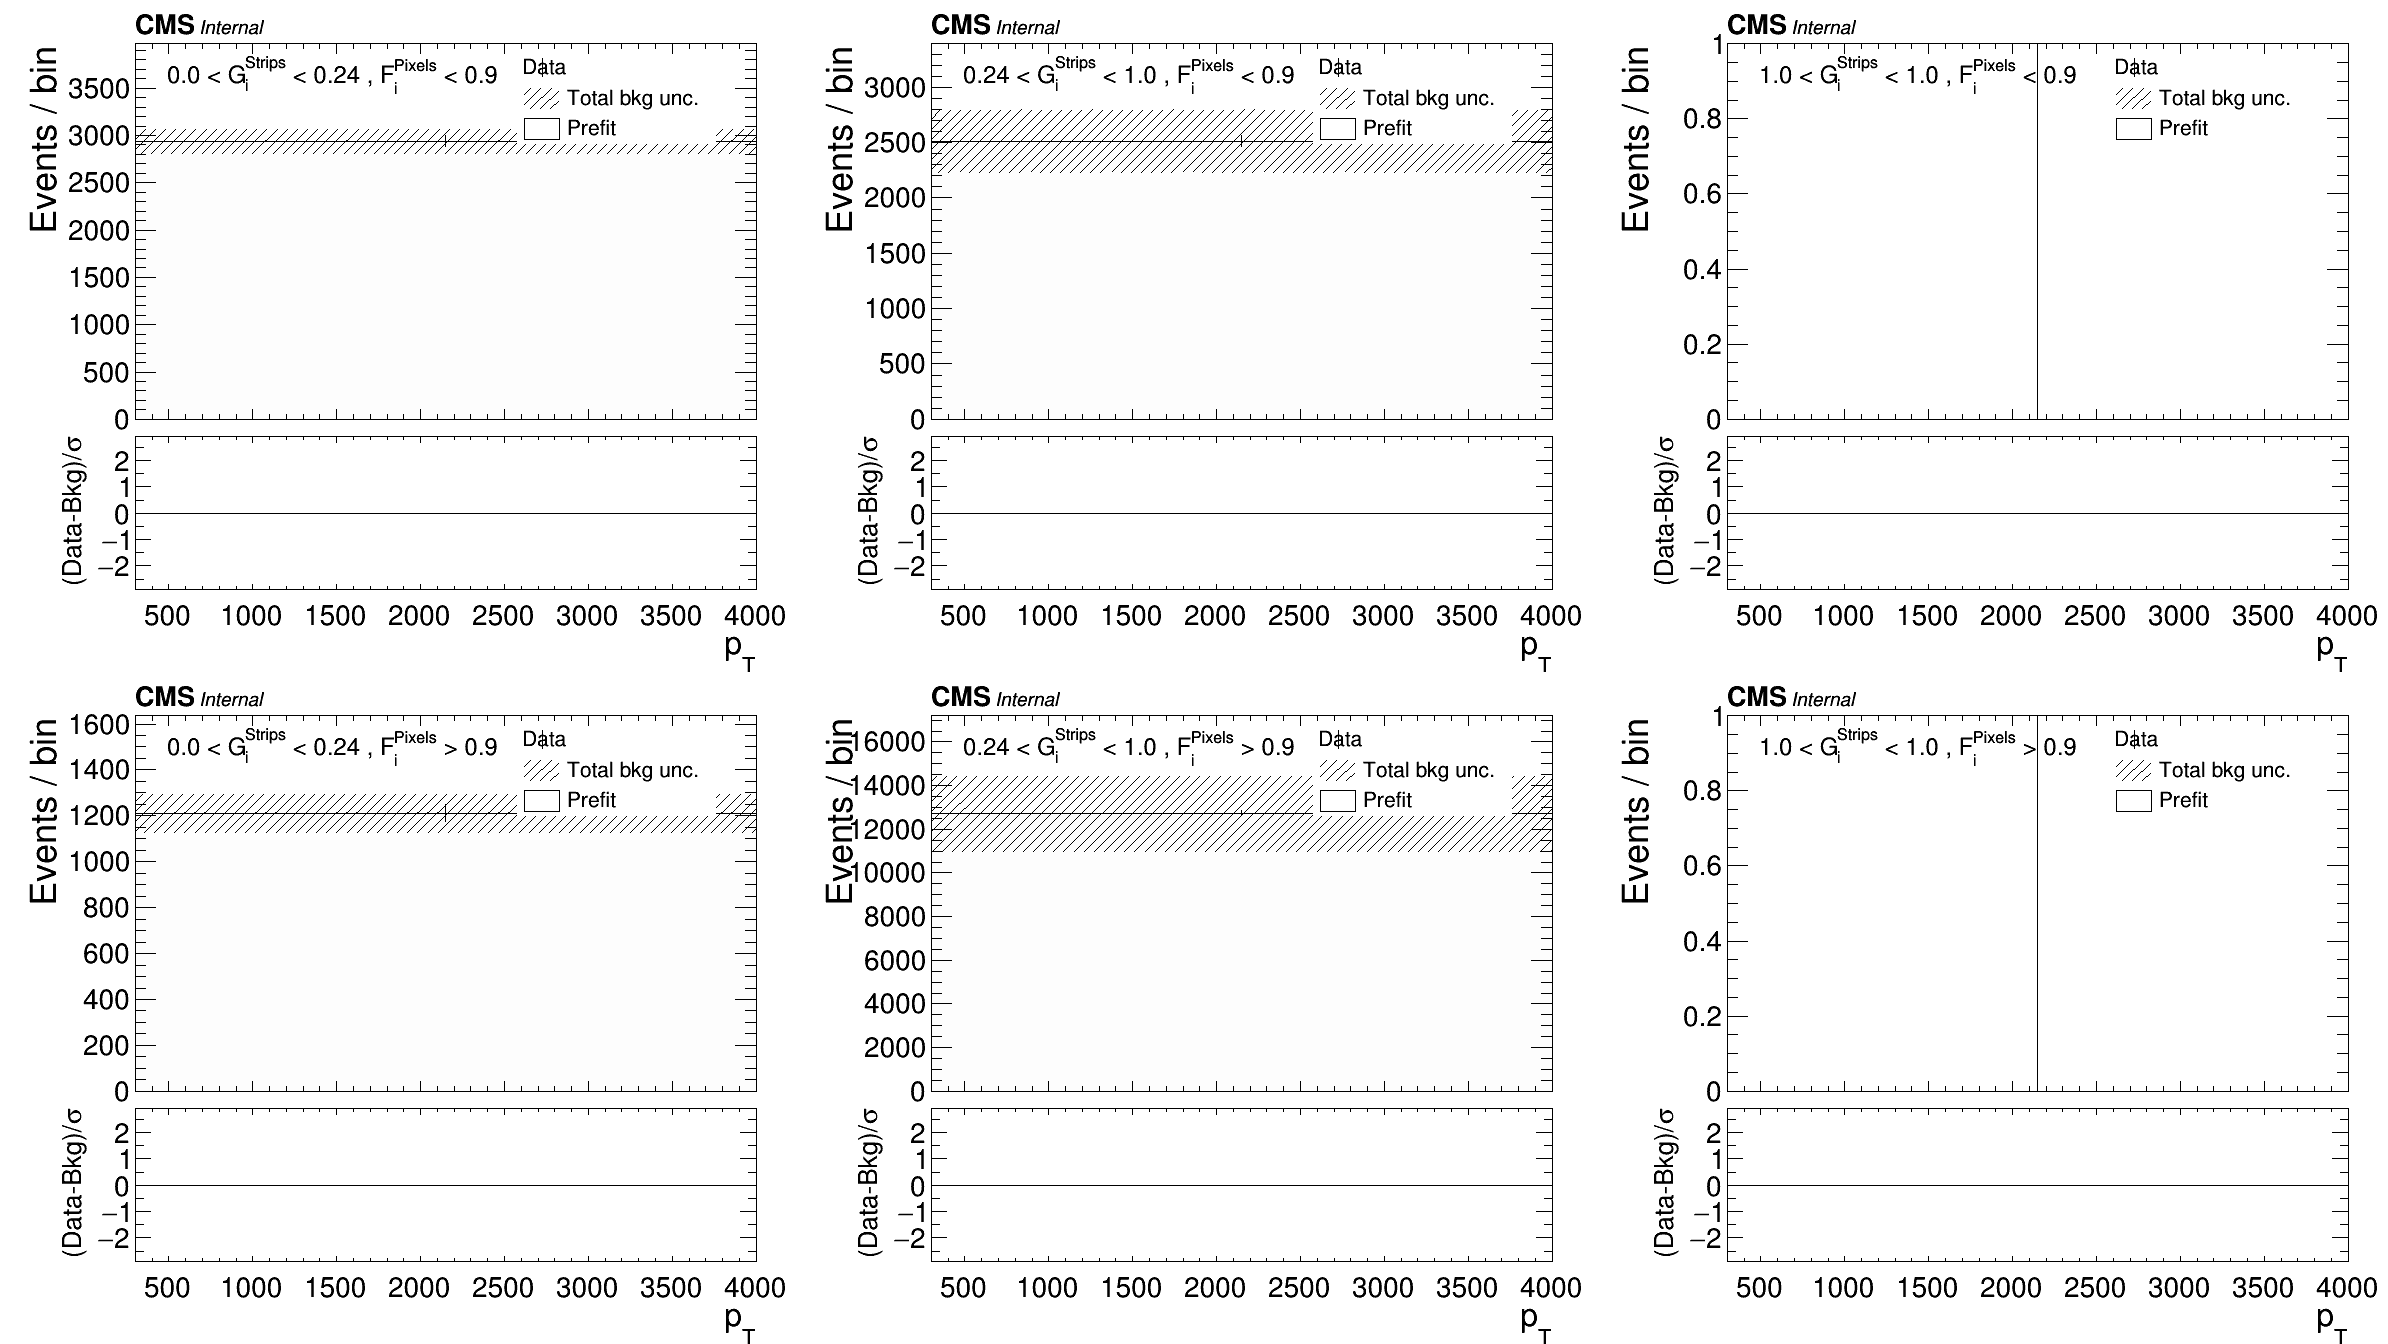 CMS Internal
Events / bin
0.0 < G_i^Strips < 0.24 , F_i^Pixels < 0.9
Data
Total bkg unc.
Prefit
3500
3000
2500
2000
1500
1000
500
0
(Data-Bkg)/σ
2
1
0
−1
−2
500 1000 1500 2000 2500 3000 3500 4000
p_T
CMS Internal
Events / bin
0.24 < G_i^Strips < 1.0 , F_i^Pixels < 0.9
Data
Total bkg unc.
Prefit
3000
2500
2000
1500
1000
500
0
(Data-Bkg)/σ
2
1
0
−1
−2
500 1000 1500 2000 2500 3000 3500 4000
p_T
CMS Internal
Events / bin
1.0 < G_i^Strips < 1.0 , F_i^Pixels < 0.9
Data
Total bkg unc.
Prefit
1
0.8
0.6
0.4
0.2
0
(Data-Bkg)/σ
2
1
0
−1
−2
500 1000 1500 2000 2500 3000 3500 4000
p_T
CMS Internal
Events / bin
0.0 < G_i^Strips < 0.24 , F_i^Pixels > 0.9
Data
Total bkg unc.
Prefit
1600
1400
1200
1000
800
600
400
200
0
(Data-Bkg)/σ
2
1
0
−1
−2
500 1000 1500 2000 2500 3000 3500 4000
p_T
CMS Internal
Events / bin
0.24 < G_i^Strips < 1.0 , F_i^Pixels > 0.9
Data
Total bkg unc.
Prefit
16000
14000
12000
10000
8000
6000
4000
2000
0
(Data-Bkg)/σ
2
1
0
−1
−2
500 1000 1500 2000 2500 3000 3500 4000
p_T
CMS Internal
Events / bin
1.0 < G_i^Strips < 1.0 , F_i^Pixels > 0.9
Data
Total bkg unc.
Prefit
1
0.8
0.6
0.4
0.2
0
(Data-Bkg)/σ
2
1
0
−1
−2
500 1000 1500 2000 2500 3000 3500 4000
p_T